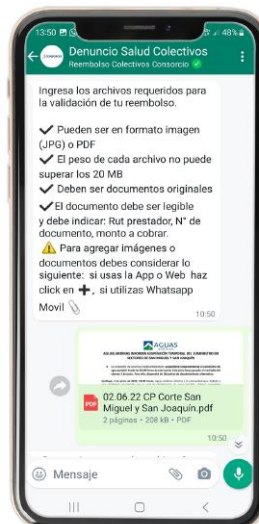 13:50
48%
Denuncio Salud Colectivos
Reembolso Colectivos Consorcio
Ingresa los archivos requeridos para
la validación de tu reembolso.
✔ Pueden ser en formato imagen
(JPG) o PDF
✔ El peso de cada archivo no puede
superar los 20 MB
✔ Deben ser documentos originales
✔ El documento debe ser legible
y debe indicar: Rut prestador, N° de
documento, monto a cobrar.
⚠ Para agregar imágenes o
documentos debes considerar lo
siguiente: si usas la App o Web haz
click en ➕, si utilizas Whatsapp
Movil 📎
10:50
AGUAS
PDF
02.06.22 CP Corte San
Miguel y San Joaquín.pdf
2 páginas • 208 kB • PDF
10:50
Mensaje